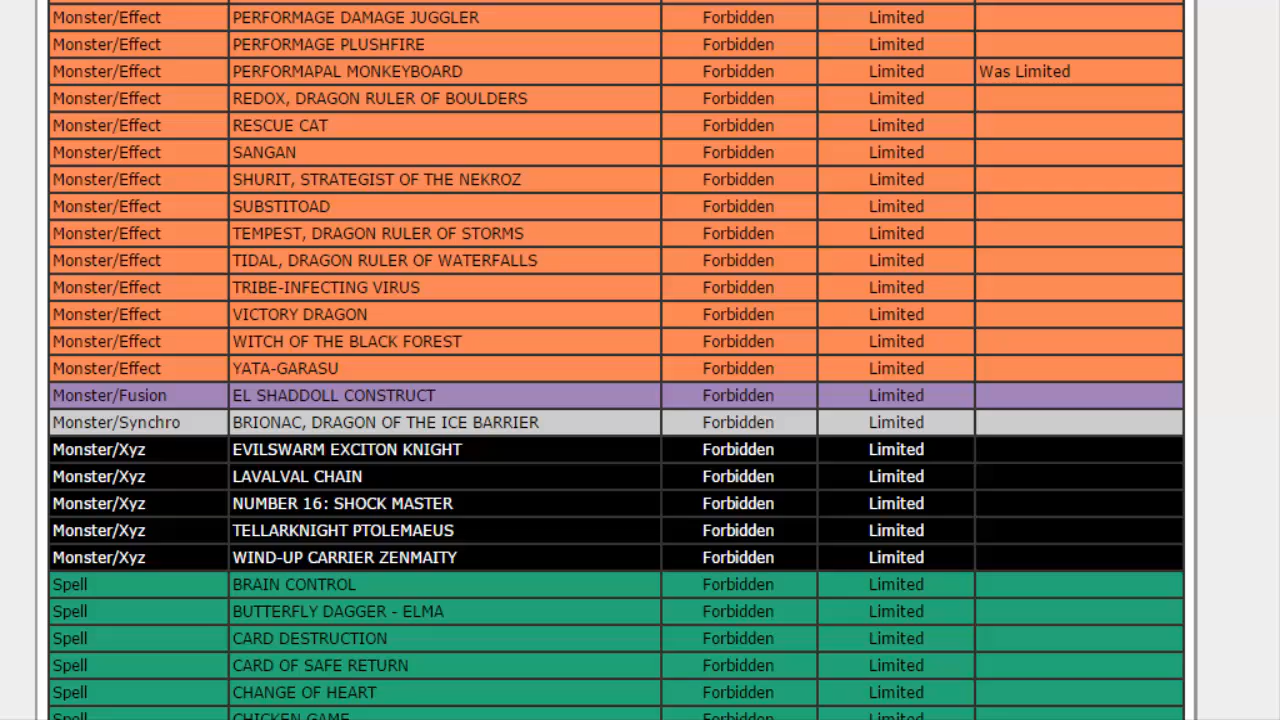 Monster/Effect PERFORMAGE DAMAGE JUGGLER Forbidden Limited
Monster/Effect PERFORMAGE PLUSHFIRE Forbidden Limited
Monster/Effect PERFORMAPAL MONKEYBOARD Forbidden Limited Was Limited
Monster/Effect REDOX, DRAGON RULER OF BOULDERS Forbidden Limited
Monster/Effect RESCUE CAT Forbidden Limited
Monster/Effect SANGAN Forbidden Limited
Monster/Effect SHURIT, STRATEGIST OF THE NEKROZ Forbidden Limited
Monster/Effect SUBSTITOAD Forbidden Limited
Monster/Effect TEMPEST, DRAGON RULER OF STORMS Forbidden Limited
Monster/Effect TIDAL, DRAGON RULER OF WATERFALLS Forbidden Limited
Monster/Effect TRIBE-INFECTING VIRUS Forbidden Limited
Monster/Effect VICTORY DRAGON Forbidden Limited
Monster/Effect WITCH OF THE BLACK FOREST Forbidden Limited
Monster/Effect YATA-GARASU Forbidden Limited
Monster/Fusion EL SHADDOLL CONSTRUCT Forbidden Limited
Monster/Synchro BRIONAC, DRAGON OF THE ICE BARRIER Forbidden Limited
Monster/Xyz EVILSWARM EXCITON KNIGHT Forbidden Limited
Monster/Xyz LAVALVAL CHAIN Forbidden Limited
Monster/Xyz NUMBER 16: SHOCK MASTER Forbidden Limited
Monster/Xyz TELLARKNIGHT PTOLEMAEUS Forbidden Limited
Monster/Xyz WIND-UP CARRIER ZENMAITY Forbidden Limited
Spell BRAIN CONTROL Forbidden Limited
Spell BUTTERFLY DAGGER - ELMA Forbidden Limited
Spell CARD DESTRUCTION Forbidden Limited
Spell CARD OF SAFE RETURN Forbidden Limited
Spell CHANGE OF HEART Forbidden Limited
Spell CHICKEN GAME Forbidden Limited